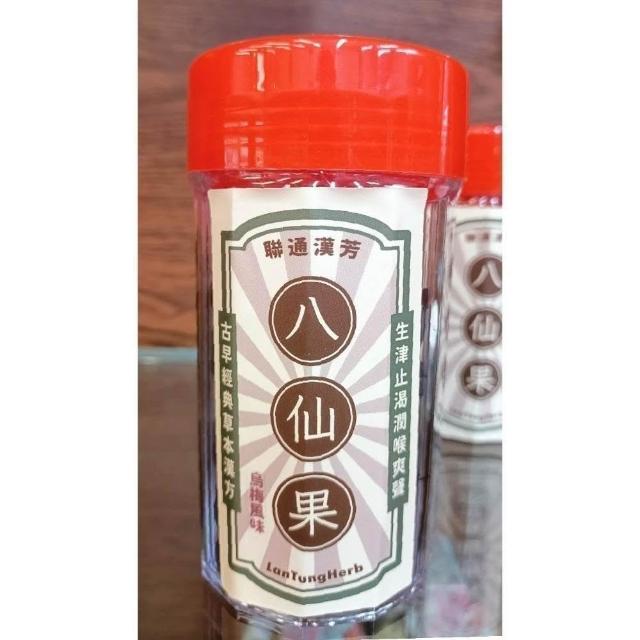 聯通漢芳
八仙果
古早經典草本漢方
生津止渴潤喉爽聲
烏梅風味
LanTungHerb
八仙果